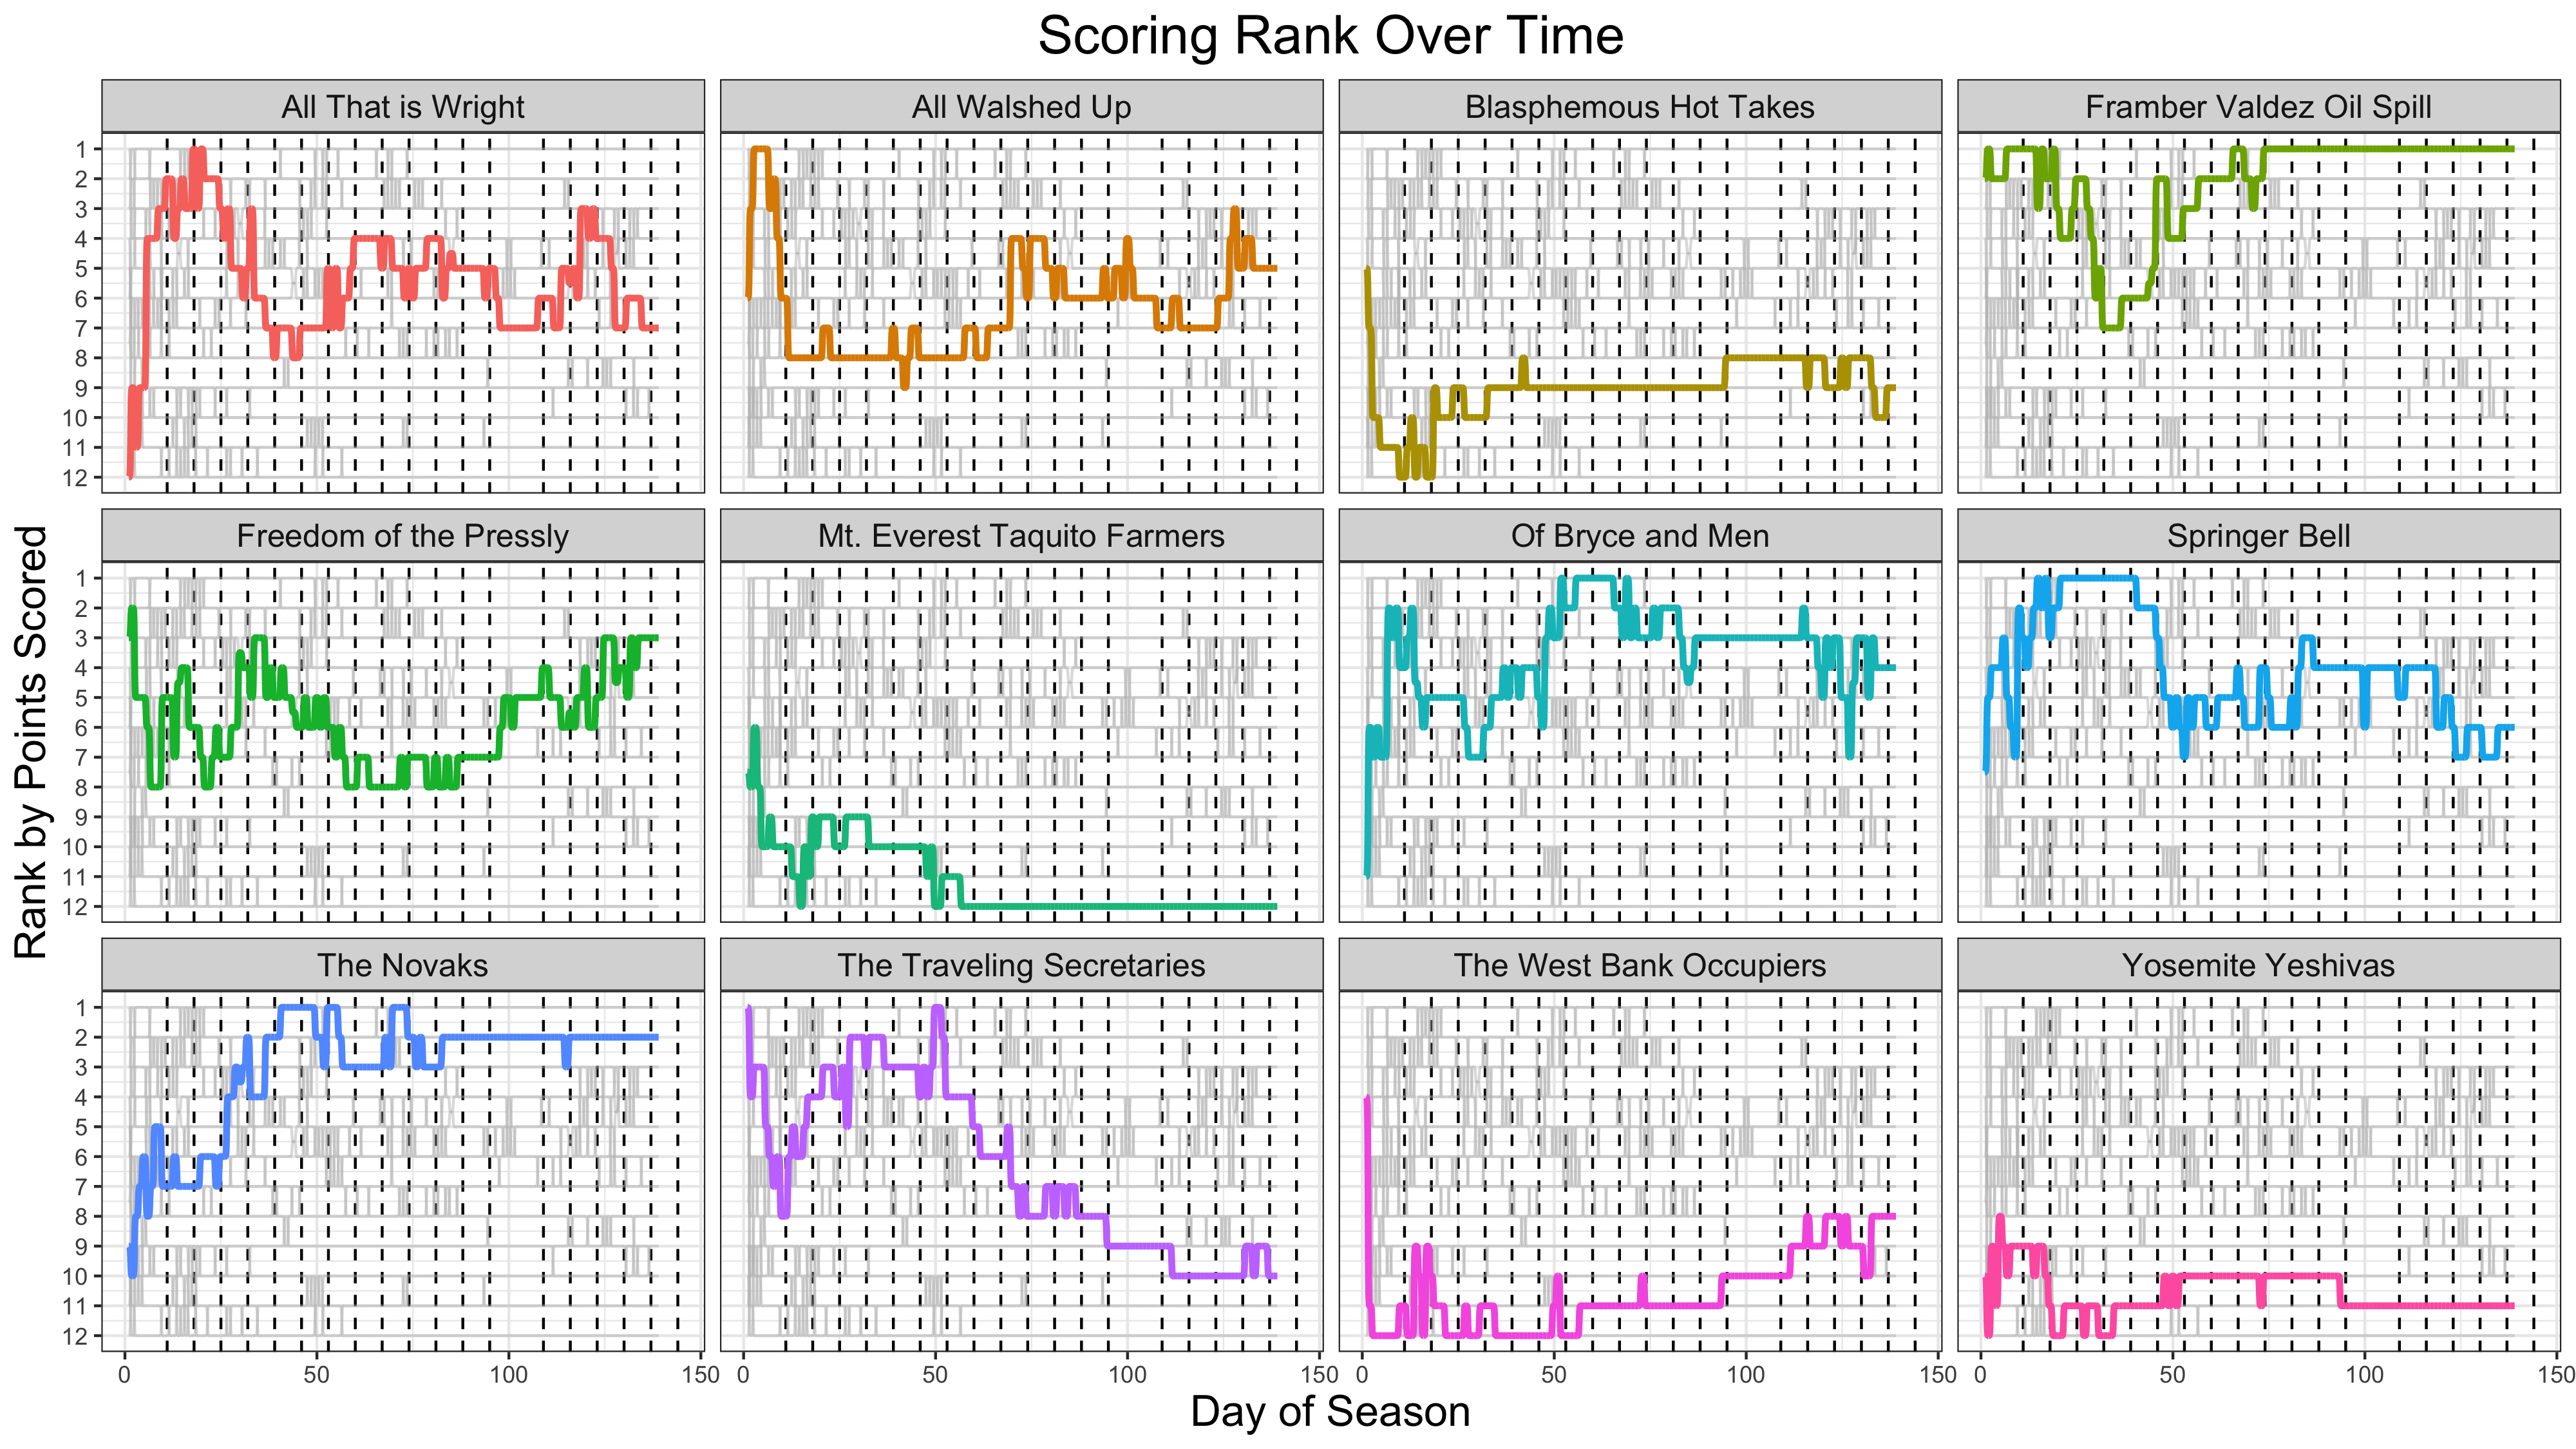 Scoring Rank Over Time
All That is Wright
All Walshed Up
Blasphemous Hot Takes
Framber Valdez Oil Spill
1
2
3
4
5
6
7
8
9
10
11
12
Freedom of the Pressly
Mt. Everest Taquito Farmers
Of Bryce and Men
Springer Bell
1
2
3
4
5
6
7
8
9
10
11
12
Rank by Points Scored
The Novaks
The Traveling Secretaries
The West Bank Occupiers
Yosemite Yeshivas
1
2
3
4
5
6
7
8
9
10
11
12
0 50 100 150 0 50 100 150 0 50 100 150 0 50 100 150
Day of Season